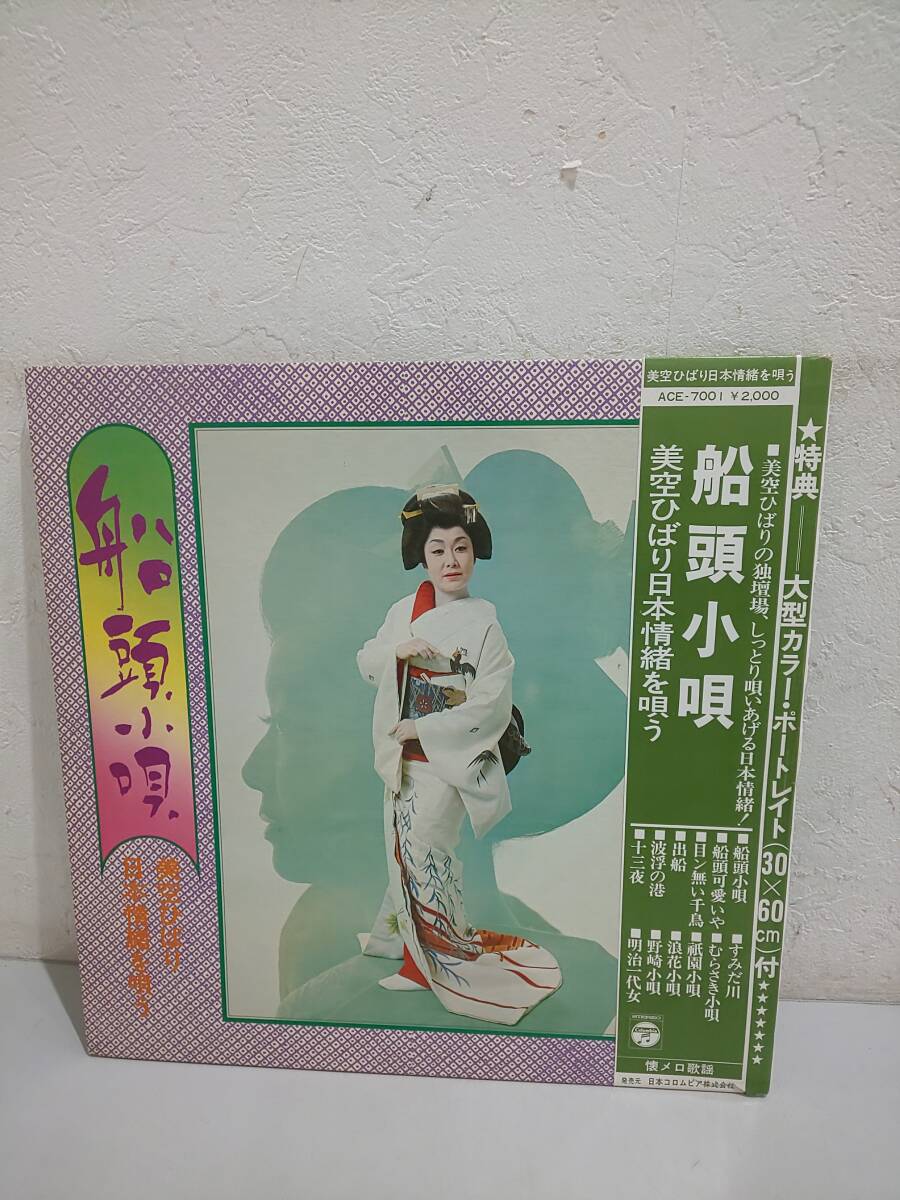 船頭小唄
美空ひばり
日本情緒を唄う
美空ひばり日本情緒を唄う
ACE-7001 ¥2,000
★特典——大型カラー・ポートレイト(30×60cm)付★★★★★★★
■美空ひばりの独壇場、しっとり唄いあげる日本情緒!
船頭小唄
美空ひばり日本情緒を唄う
■船頭小唄
■船頭可愛いや
■目ン無い千鳥
■出船
■波浮の港
■十三夜
■すみだ川
■むらさき小唄
■祇園小唄
■浪花小唄
■野崎小唄
■明治一代女
STEREO
Columbia
懐メロ歌謡
発売元 日本コロムビア株式会社